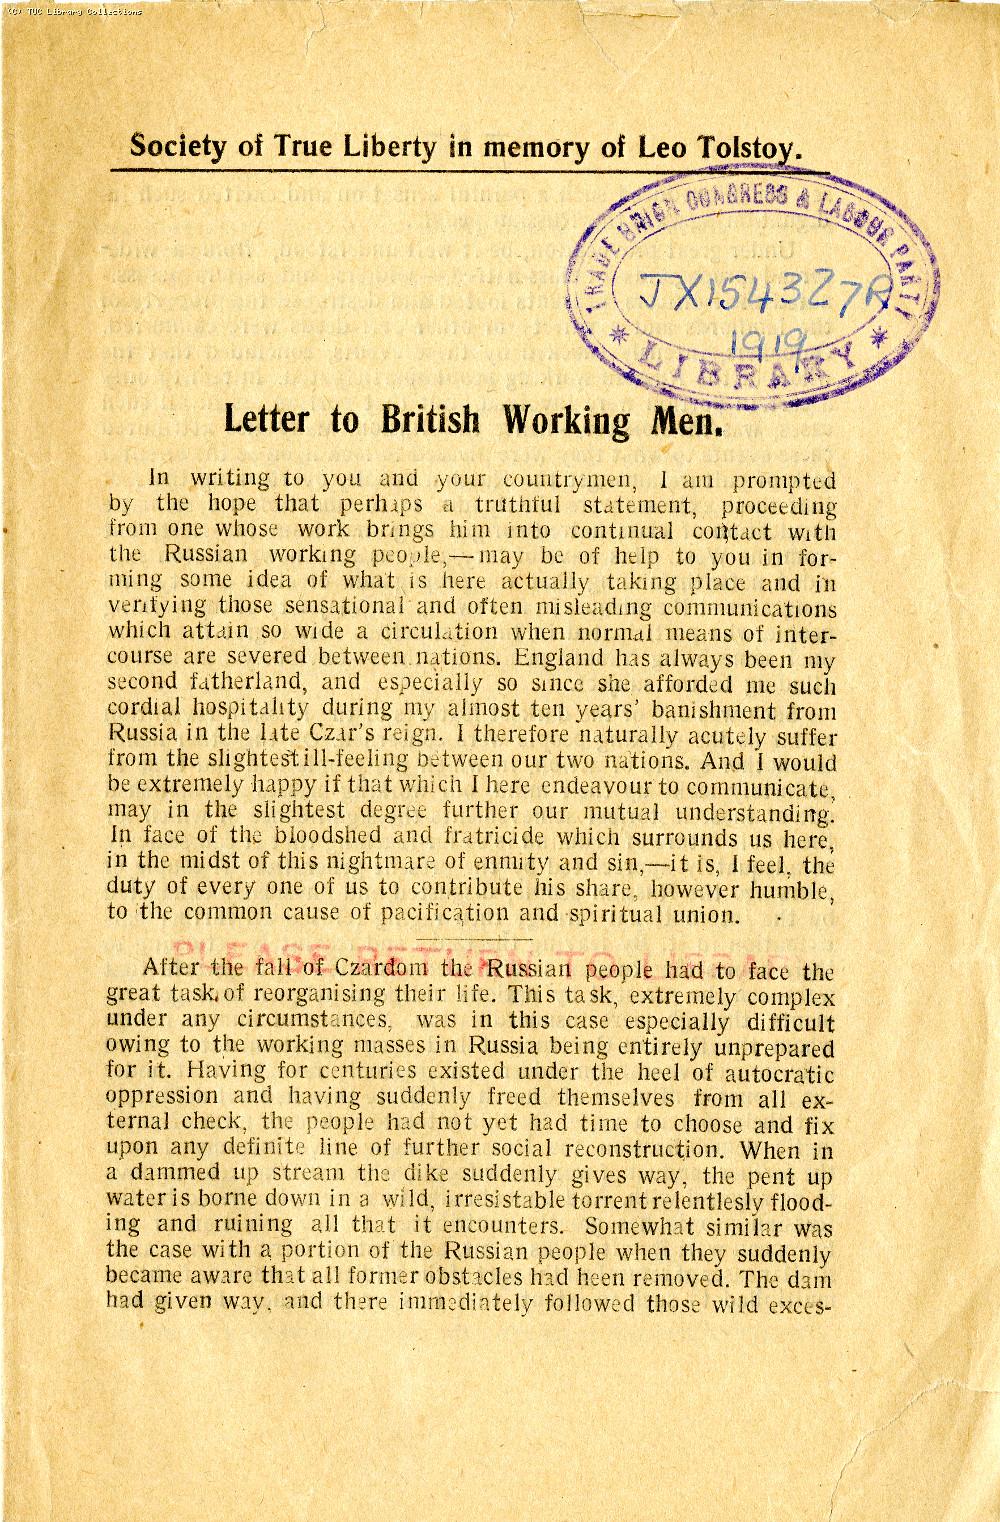 (C) TUC Library Collections
Society of True Liberty in memory of Leo Tolstoy.
TRADE UNION CONGRESS & LABOUR PARTY
JX154327R
1919
LIBRARY
Letter to British Working Men.
In writing to you and your countrymen, I am prompted
by the hope that perhaps a truthful statement, proceeding
from one whose work brings him into continual contact with
the Russian working people,—may be of help to you in for-
ming some idea of what is here actually taking place and in
verifying those sensational and often misleading communications
which attain so wide a circulation when normal means of inter-
course are severed between nations. England has always been my
second fatherland, and especially so since she afforded me such
cordial hospitality during my almost ten years' banishment from
Russia in the late Czar's reign. I therefore naturally acutely suffer
from the slightest ill-feeling between our two nations. And I would
be extremely happy if that which I here endeavour to communicate,
may in the slightest degree further our mutual understanding.
In face of the bloodshed and fratricide which surrounds us here,
in the midst of this nightmare of enmity and sin,—it is, I feel, the
duty of every one of us to contribute his share, however humble,
to the common cause of pacification and spiritual union.
PLEASE RETURN TO
After the fall of Czardom the Russian people had to face the
great task of reorganising their life. This task, extremely complex
under any circumstances, was in this case especially difficult
owing to the working masses in Russia being entirely unprepared
for it. Having for centuries existed under the heel of autocratic
oppression and having suddenly freed themselves from all ex-
ternal check, the people had not yet had time to choose and fix
upon any definite line of further social reconstruction. When in
a dammed up stream the dike suddenly gives way, the pent up
water is borne down in a wild, irresistable torrent relentlesly flood-
ing and ruining all that it encounters. Somewhat similar was
the case with a portion of the Russian people when they suddenly
became aware that all former obstacles had heen removed. The dam
had given way, and there immediately followed those wild exces-